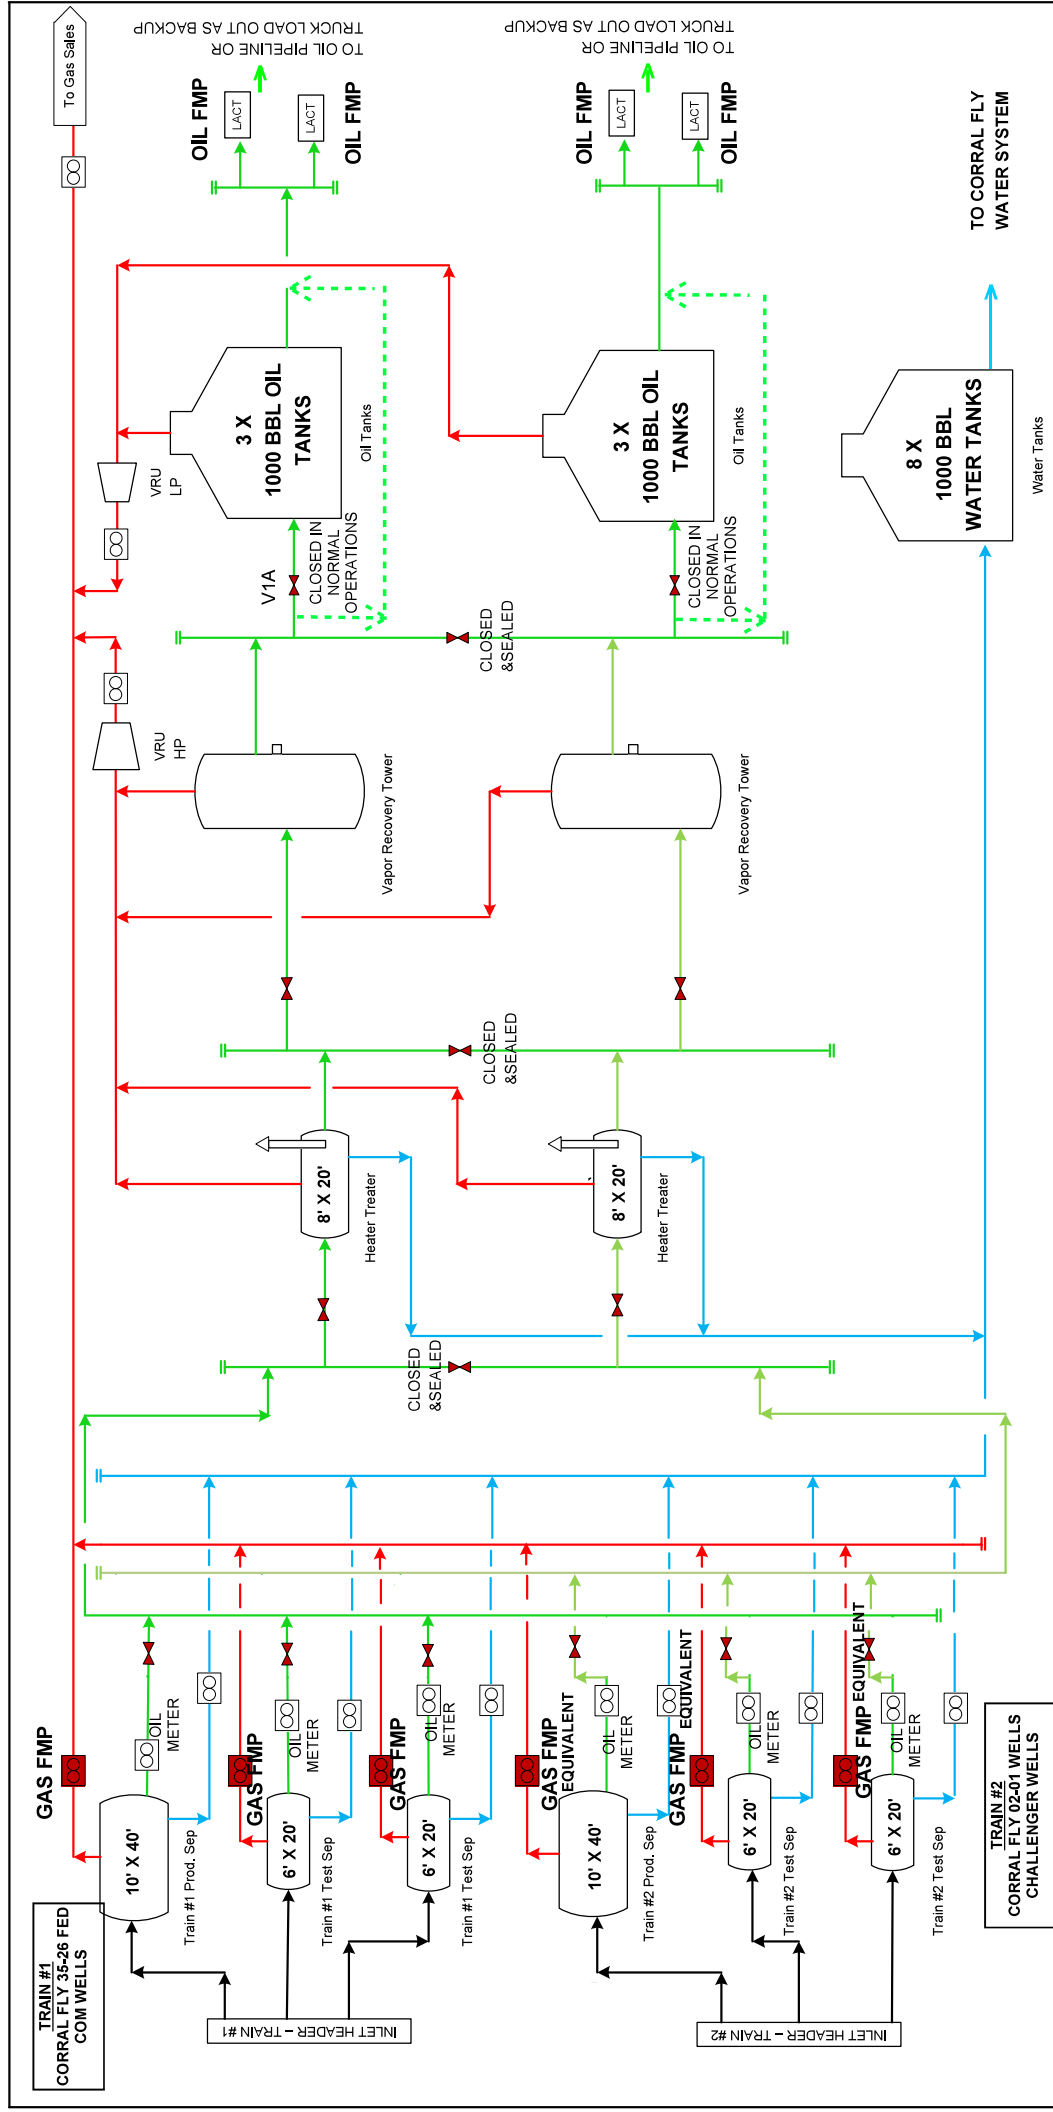 To Gas Sales
TO OIL PIPELINE OR
TRUCK LOAD OUT AS BACKUP
TO OIL PIPELINE OR
TRUCK LOAD OUT AS BACKUP
OIL FMP
LACT
LACT
OIL FMP
OIL FMP
LACT
LACT
OIL FMP
TO CORRAL FLY
WATER SYSTEM
VRU
LP
3 X
1000 BBL OIL
TANKS
Oil Tanks
3 X
1000 BBL OIL
TANKS
Oil Tanks
8 X
1000 BBL
WATER TANKS
Water Tanks
V1A
CLOSED IN
NORMAL
OPERATIONS
CLOSED IN
NORMAL
OPERATIONS
CLOSED
&SEALED
VRU
HP
Vapor Recovery Tower
Vapor Recovery Tower
CLOSED
&SEALED
8' X 20'
Heater Treater
8' X 20'
Heater Treater
CLOSED
&SEALED
GAS FMP
OIL
METER
GAS FMP
OIL
METER
GAS FMP
OIL
METER
GAS FMP
EQUIVALENT
OIL
METER
GAS FMP
EQUIVALENT
OIL
METER
GAS FMP EQUIVALENT
OIL
METER
10' X 40'
Train #1 Prod. Sep
6' X 20'
Train #1 Test Sep
6' X 20'
Train #1 Test Sep
10' X 40'
Train #2 Prod. Sep
6' X 20'
Train #2 Test Sep
6' X 20'
Train #2 Test Sep
INLET HEADER – TRAIN #1
INLET HEADER – TRAIN #2
TRAIN #1
CORRAL FLY 35-26 FED
COM WELLS
TRAIN #2
CORRAL FLY 02-01 WELLS
CHALLENGER WELLS